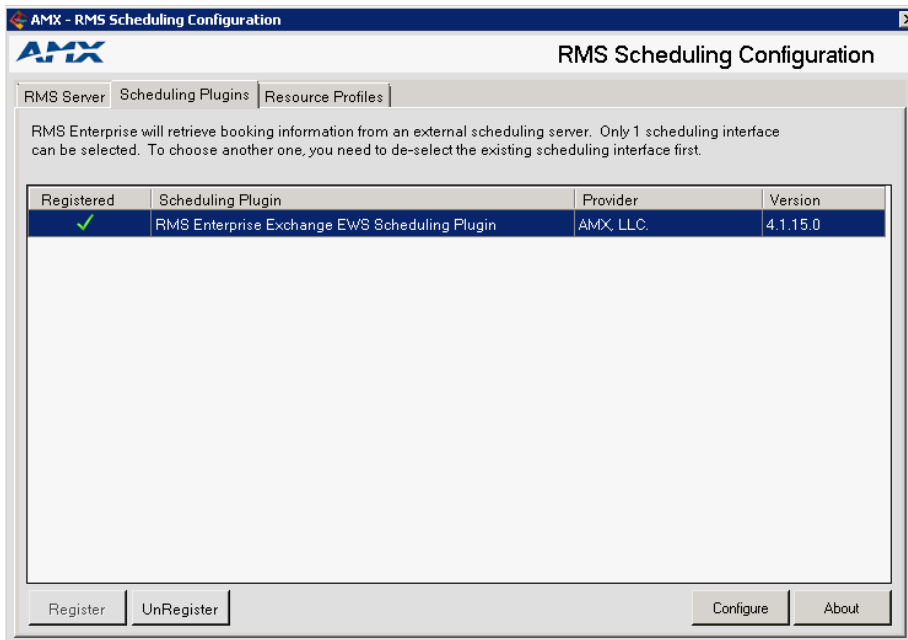 AMX - RMS Scheduling Configuration
AMX
RMS Scheduling Configuration
RMS Server
Scheduling Plugins
Resource Profiles
RMS Enterprise will retrieve booking information from an external scheduling server. Only 1 scheduling interface
can be selected. To choose another one, you need to de-select the existing scheduling interface first.
Registered Scheduling Plugin Provider Version
RMS Enterprise Exchange EWS Scheduling Plugin AMX, LLC. 4.1.15.0
Register UnRegister Configure About